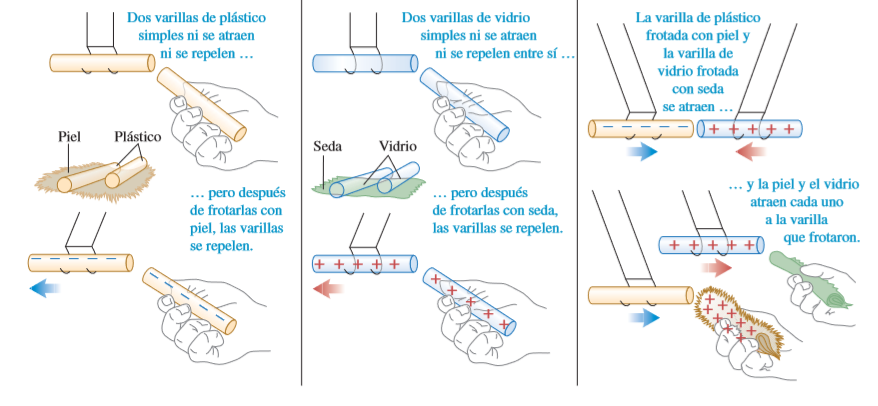 Dos varillas de plástico
simples ni se atraen
ni se repelen …
Piel
Plástico
… pero después
de frotarlas con
piel, las varillas
se repelen.
Dos varillas de vidrio
simples ni se atraen
ni se repelen entre sí …
Seda
Vidrio
… pero después
de frotarlas con seda,
las varillas se repelen.
La varilla de plástico
frotada con piel y
la varilla de
vidrio frotada
con seda
se atraen …
… y la piel y el vidrio
atraen cada uno
a la varilla
que frotaron.